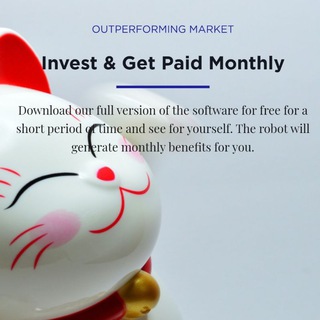 OUTPERFORMING MARKET
Invest & Get Paid Monthly
Download our full version of the software for free for a
short period of time and see for yourself. The robot will
generate monthly benefits for you.